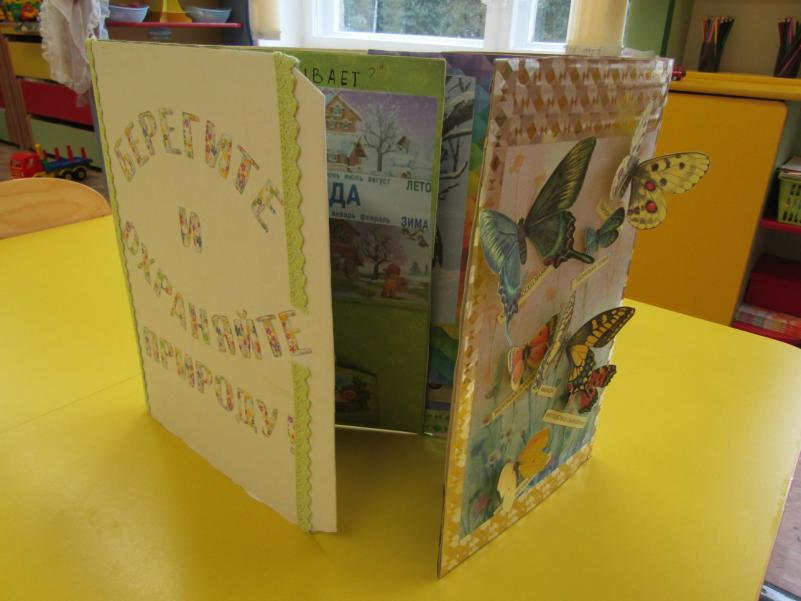 БЕРЕГИТЕ
И
ОХРАНЯЙТЕ
ПРИРОДУ!
ВАЕТ?
июль август
ЛЕТО
ДА
январь февраль
ЗИМА